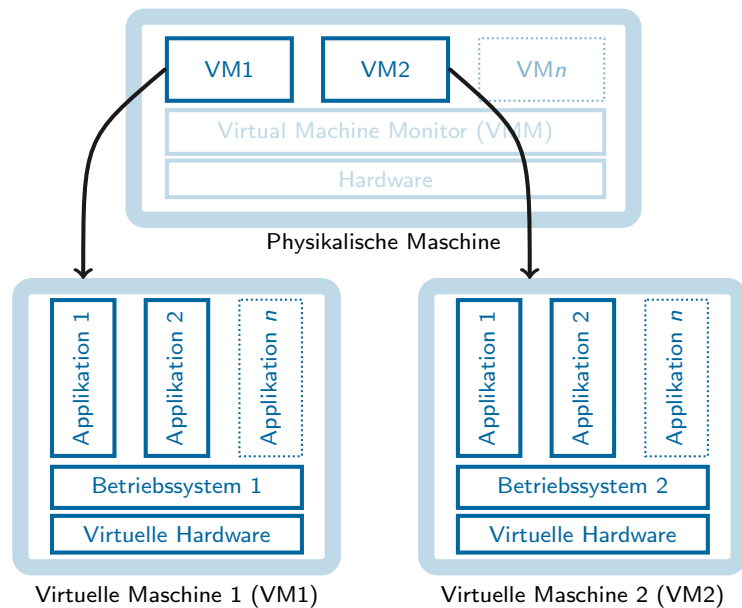 VM1
VM2
VMn
Virtual Machine Monitor (VMM)
Hardware
Physikalische Maschine
Applikation 1
Applikation 2
Applikation n
Betriebssystem 1
Virtuelle Hardware
Virtuelle Maschine 1 (VM1)
Applikation 1
Applikation 2
Applikation n
Betriebssystem 2
Virtuelle Hardware
Virtuelle Maschine 2 (VM2)